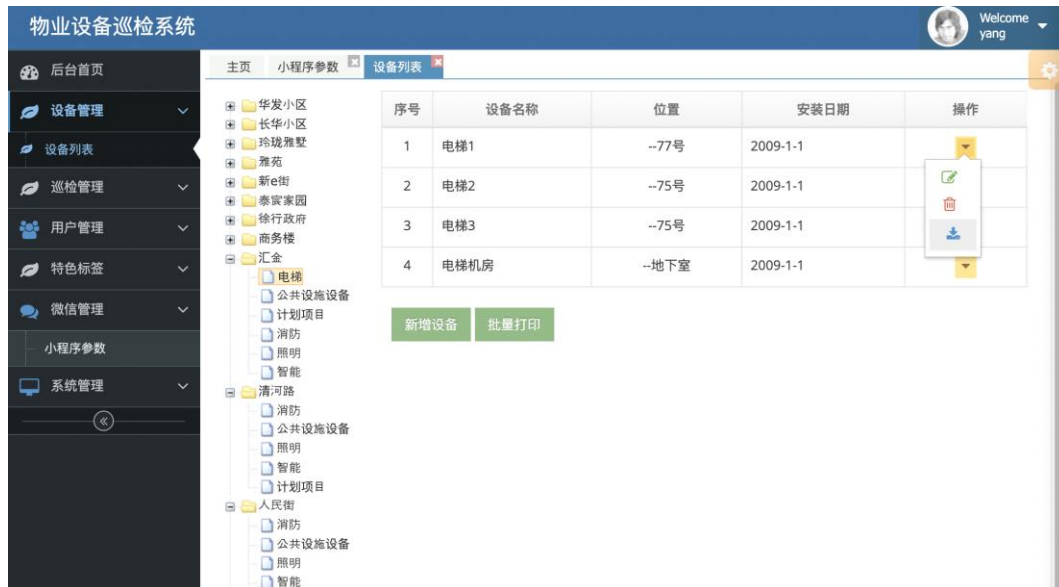 物业设备巡检系统
Welcome
yang
后台首页
设备管理
设备列表
巡检管理
用户管理
特色标签
微信管理
小程序参数
系统管理
主页 小程序参数 设备列表
华发小区
长华小区
玲珑雅墅
雅苑
新e街
泰宸家园
徐行政府
商务楼
汇金
电梯
公共设施设备
计划项目
消防
照明
智能
清河路
消防
公共设施设备
照明
智能
计划项目
人民街
消防
公共设施设备
照明
智能
序号 设备名称 位置 安装日期 操作
1 电梯1 --77号 2009-1-1
2 电梯2 --75号 2009-1-1
3 电梯3 --75号 2009-1-1
4 电梯机房 --地下室 2009-1-1
新增设备 批量打印